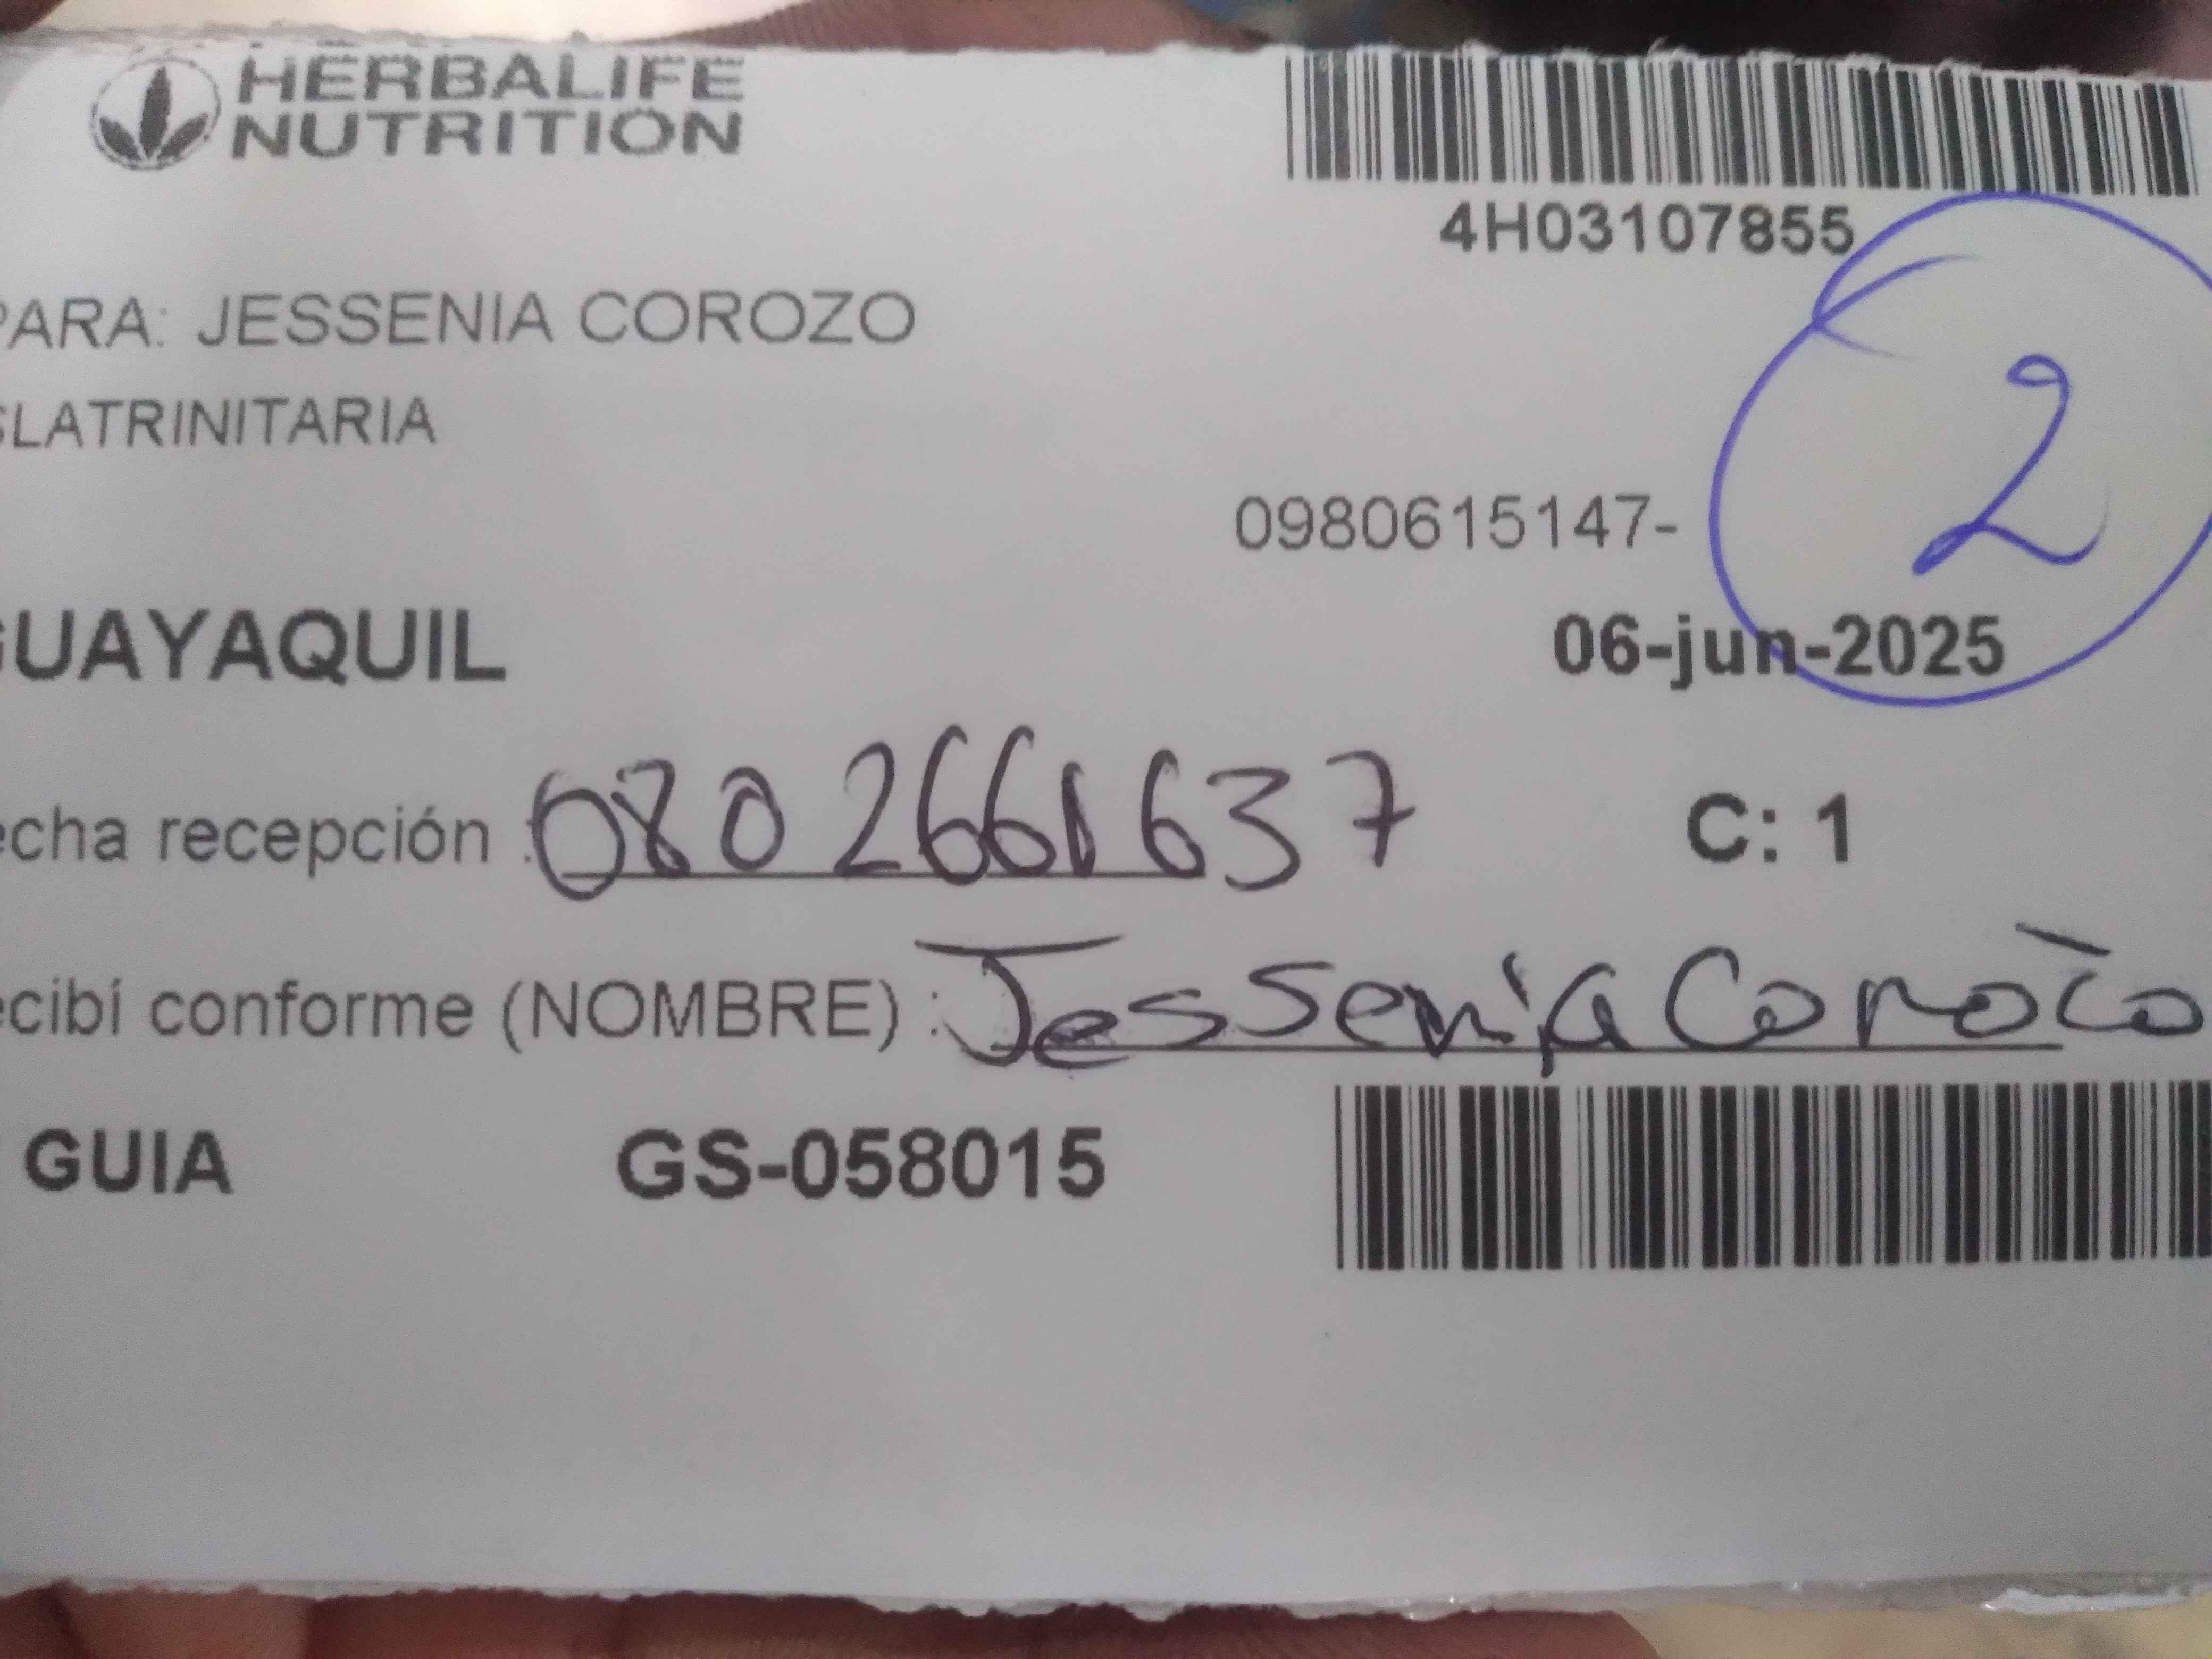 HERBALIFE
NUTRITION
4H03107855
PARA: JESSENIA COROZO
SLATRINITARIA
2
0980615147-
GUAYAQUIL
06-jun-2025
echa recepción : 0802661637
C: 1
ecibí conforme (NOMBRE) : Jessenia Corozo
GUIA GS-058015